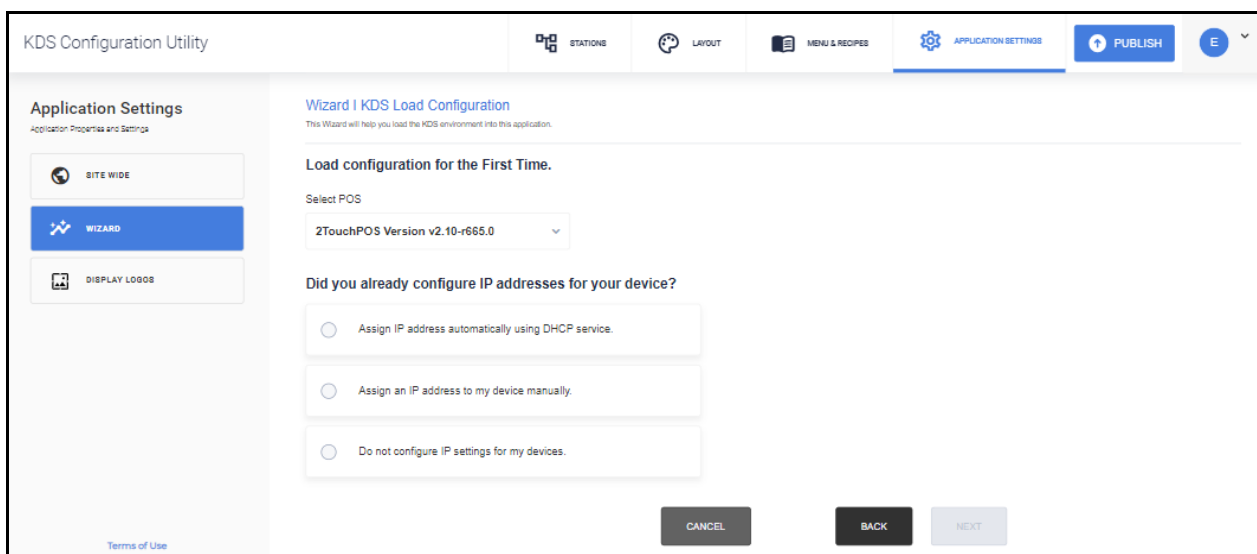 KDS Configuration Utility
STATIONS
LAYOUT
MENU & RECIPES
APPLICATION SETTINGS
PUBLISH
E
Application Settings
Application Properties and Settings
SITE WIDE
WIZARD
DISPLAY LOGOS
Terms of Use
Wizard I KDS Load Configuration
This Wizard will help you load the KDS environment into this application.
Load configuration for the First Time.
Select POS
2TouchPOS Version v2.10-r665.0
Did you already configure IP addresses for your device?
Assign IP address automatically using DHCP service.
Assign an IP address to my device manually.
Do not configure IP settings for my devices.
CANCEL
BACK
NEXT